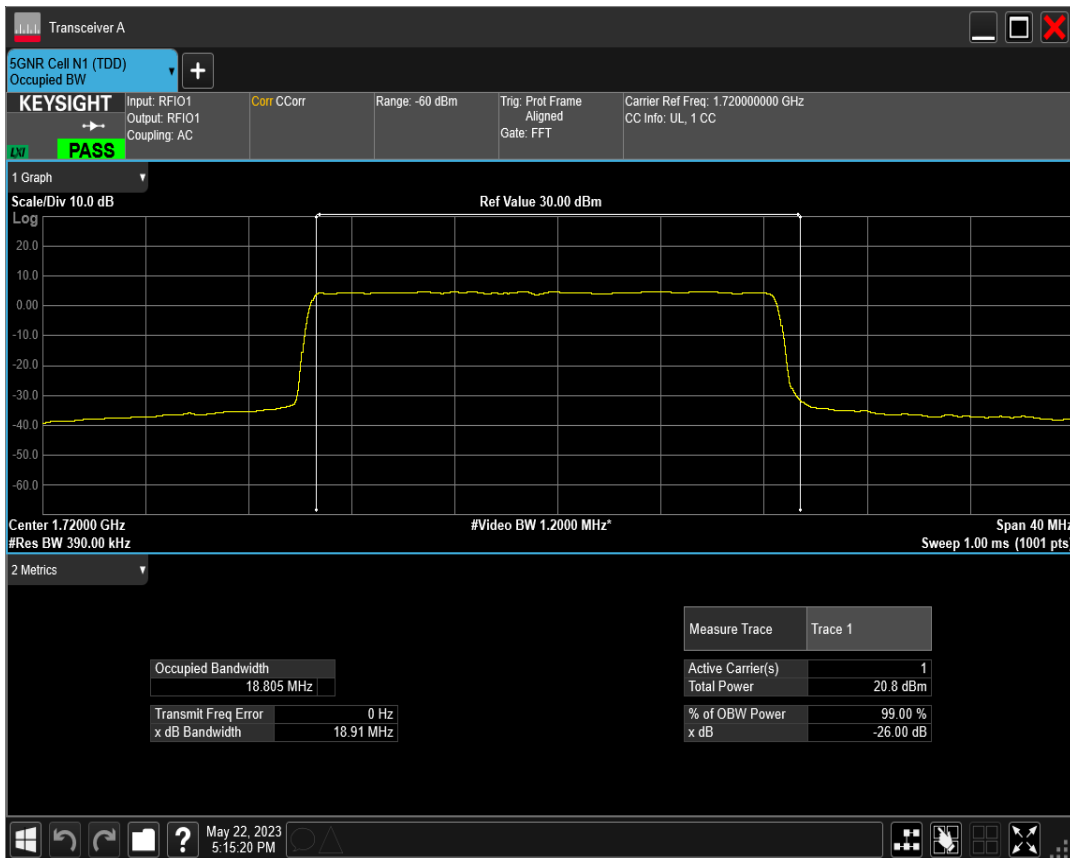 Transceiver A
5GNR Cell N1 (TDD)
Occupied BW
+
KEYSIGHT
LXI
PASS
Input: RFIO1
Output: RFIO1
Coupling: AC
Corr CCorr
Range: -60 dBm
Trig: Prot Frame
Aligned
Gate: FFT
Carrier Ref Freq: 1.720000000 GHz
CC Info: UL, 1 CC
1 Graph
Scale/Div 10.0 dB
Ref Value 30.00 dBm
Log
20.0
10.0
0.00
-10.0
-20.0
-30.0
-40.0
-50.0
-60.0
Center 1.72000 GHz
#Video BW 1.2000 MHz*
Span 40 MHz
#Res BW 390.00 kHz
Sweep 1.00 ms (1001 pts)
2 Metrics
Measure Trace
Trace 1
Occupied Bandwidth
18.805 MHz
Active Carrier(s) 1
Total Power 20.8 dBm
Transmit Freq Error 0 Hz
x dB Bandwidth 18.91 MHz
% of OBW Power 99.00 %
x dB -26.00 dB
?
May 22, 2023
5:15:20 PM